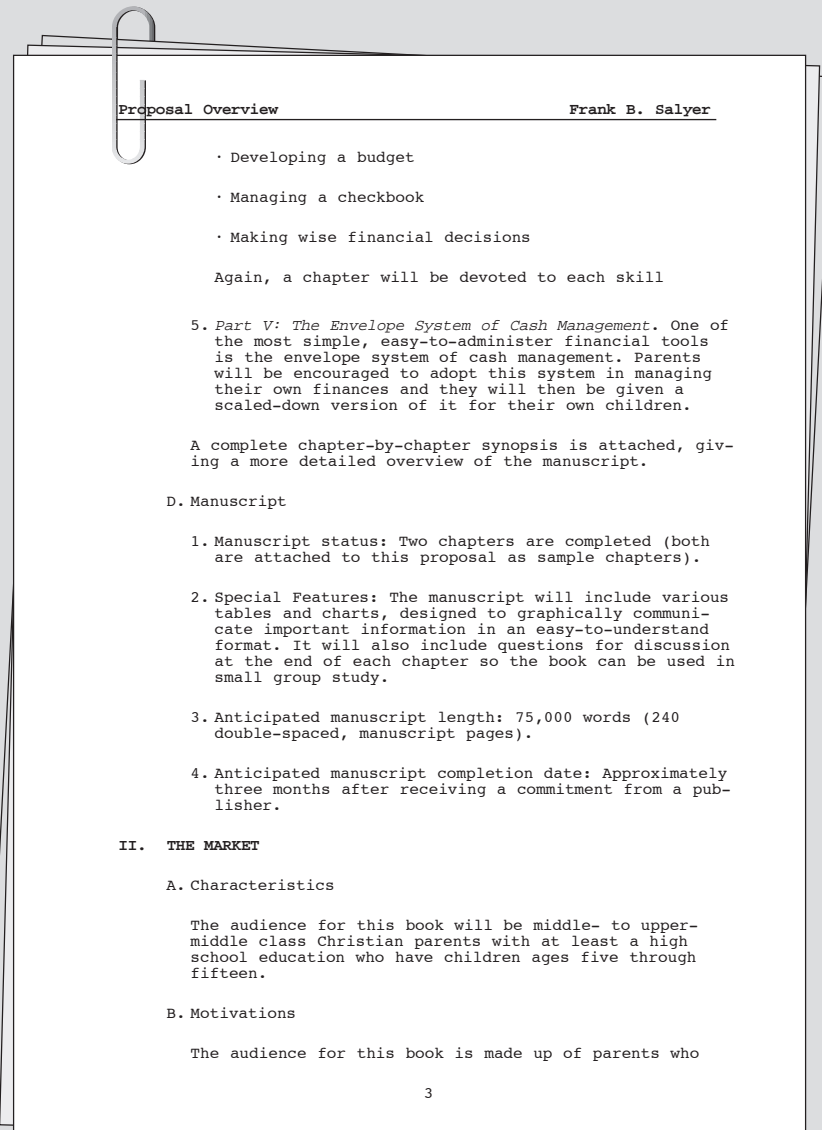 Proposal Overview Frank B. Salyer
· Developing a budget
· Managing a checkbook
· Making wise financial decisions
Again, a chapter will be devoted to each skill
5. Part V: The Envelope System of Cash Management. One of
the most simple, easy-to-administer financial tools
is the envelope system of cash management. Parents
will be encouraged to adopt this system in managing
their own finances and they will then be given a
scaled-down version of it for their own children.
A complete chapter-by-chapter synopsis is attached, giv-
ing a more detailed overview of the manuscript.
D. Manuscript
1. Manuscript status: Two chapters are completed (both
are attached to this proposal as sample chapters).
2. Special Features: The manuscript will include various
tables and charts, designed to graphically communi-
cate important information in an easy-to-understand
format. It will also include questions for discussion
at the end of each chapter so the book can be used in
small group study.
3. Anticipated manuscript length: 75,000 words (240
double-spaced, manuscript pages).
4. Anticipated manuscript completion date: Approximately
three months after receiving a commitment from a pub-
lisher.
II. THE MARKET
A. Characteristics
The audience for this book will be middle- to upper-
middle class Christian parents with at least a high
school education who have children ages five through
fifteen.
B. Motivations
The audience for this book is made up of parents who
3